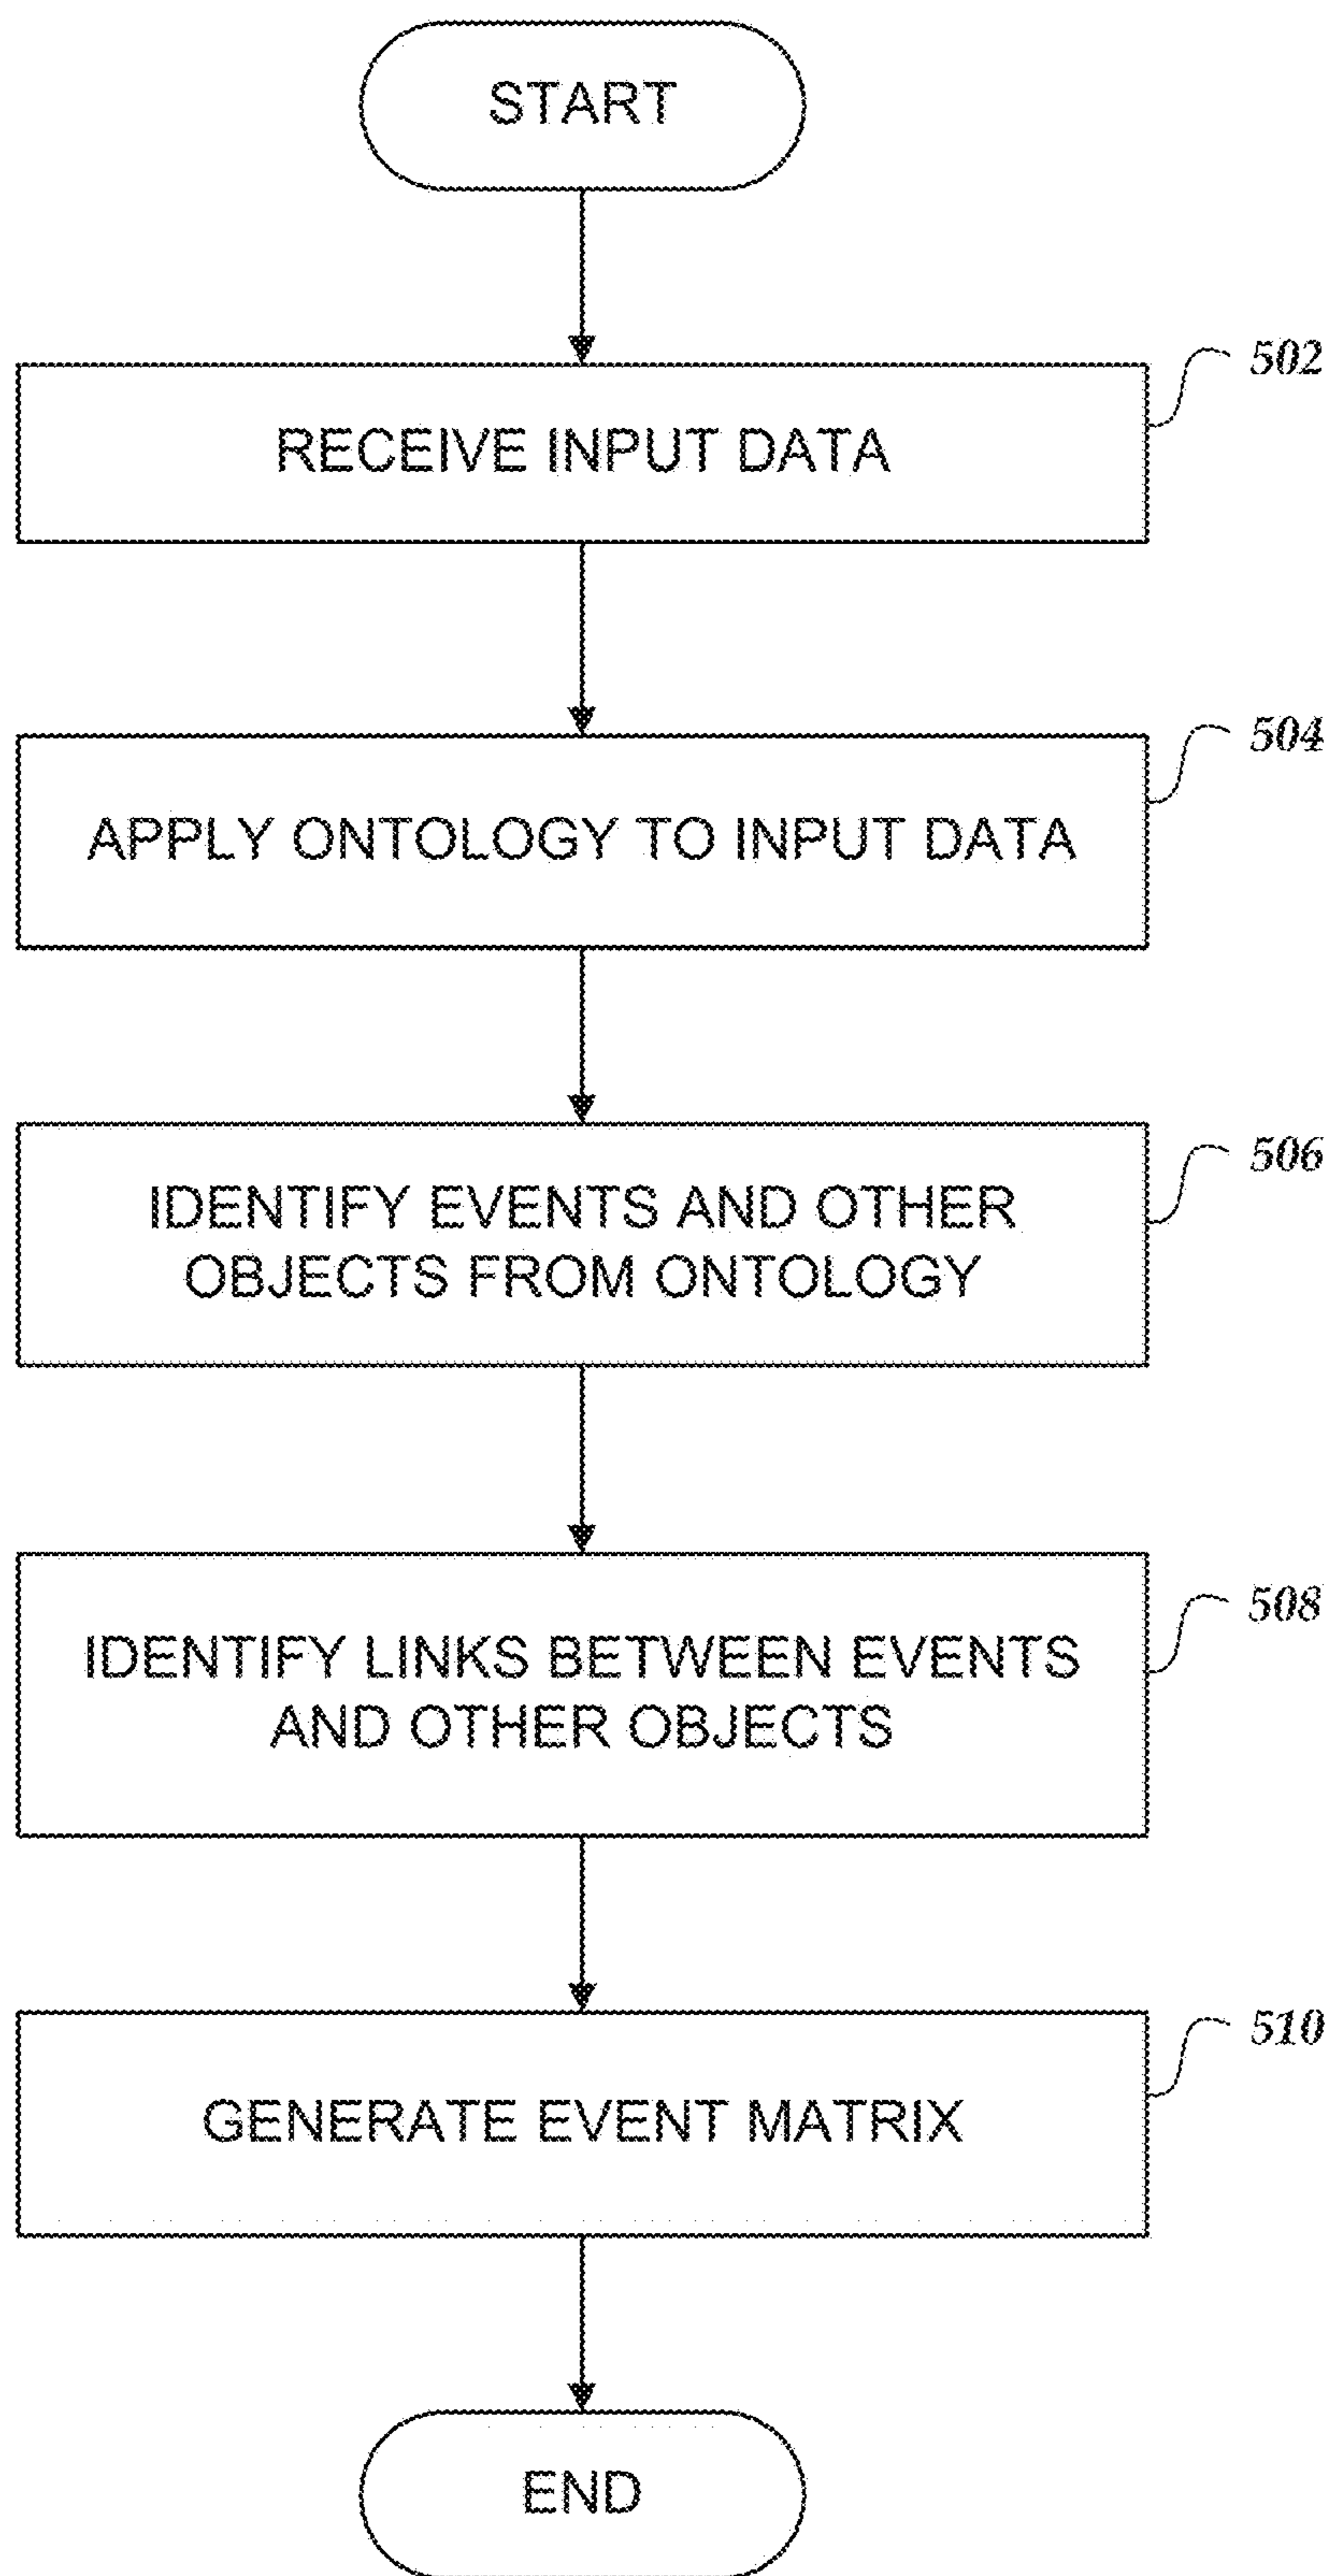 START
502
RECEIVE INPUT DATA
504
APPLY ONTOLOGY TO INPUT DATA
506
IDENTIFY EVENTS AND OTHER
OBJECTS FROM ONTOLOGY
508
IDENTIFY LINKS BETWEEN EVENTS
AND OTHER OBJECTS
510
GENERATE EVENT MATRIX
END